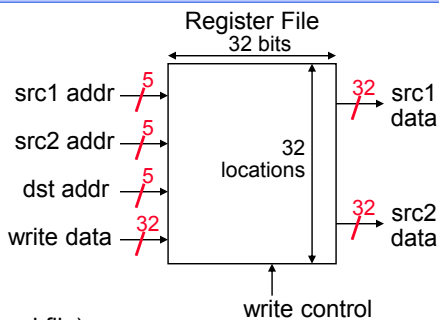 Register File
32 bits
src1 addr
5
32
src1
data
src2 addr
5
32
locations
dst addr
5
write data
32
32
src2
data
write control